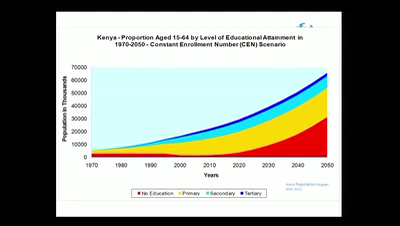 Kenya - Proportion Aged 15-64 by Level of Educational Attainment in
1970-2050 - Constant Enrollment Number (CEN) Scenario
Population in Thousands
70000
60000
50000
40000
30000
20000
10000
0
1970 1980 1990 2000 2010 2020 2030 2040 2050
Years
No Education Primary Secondary Tertiary
Population